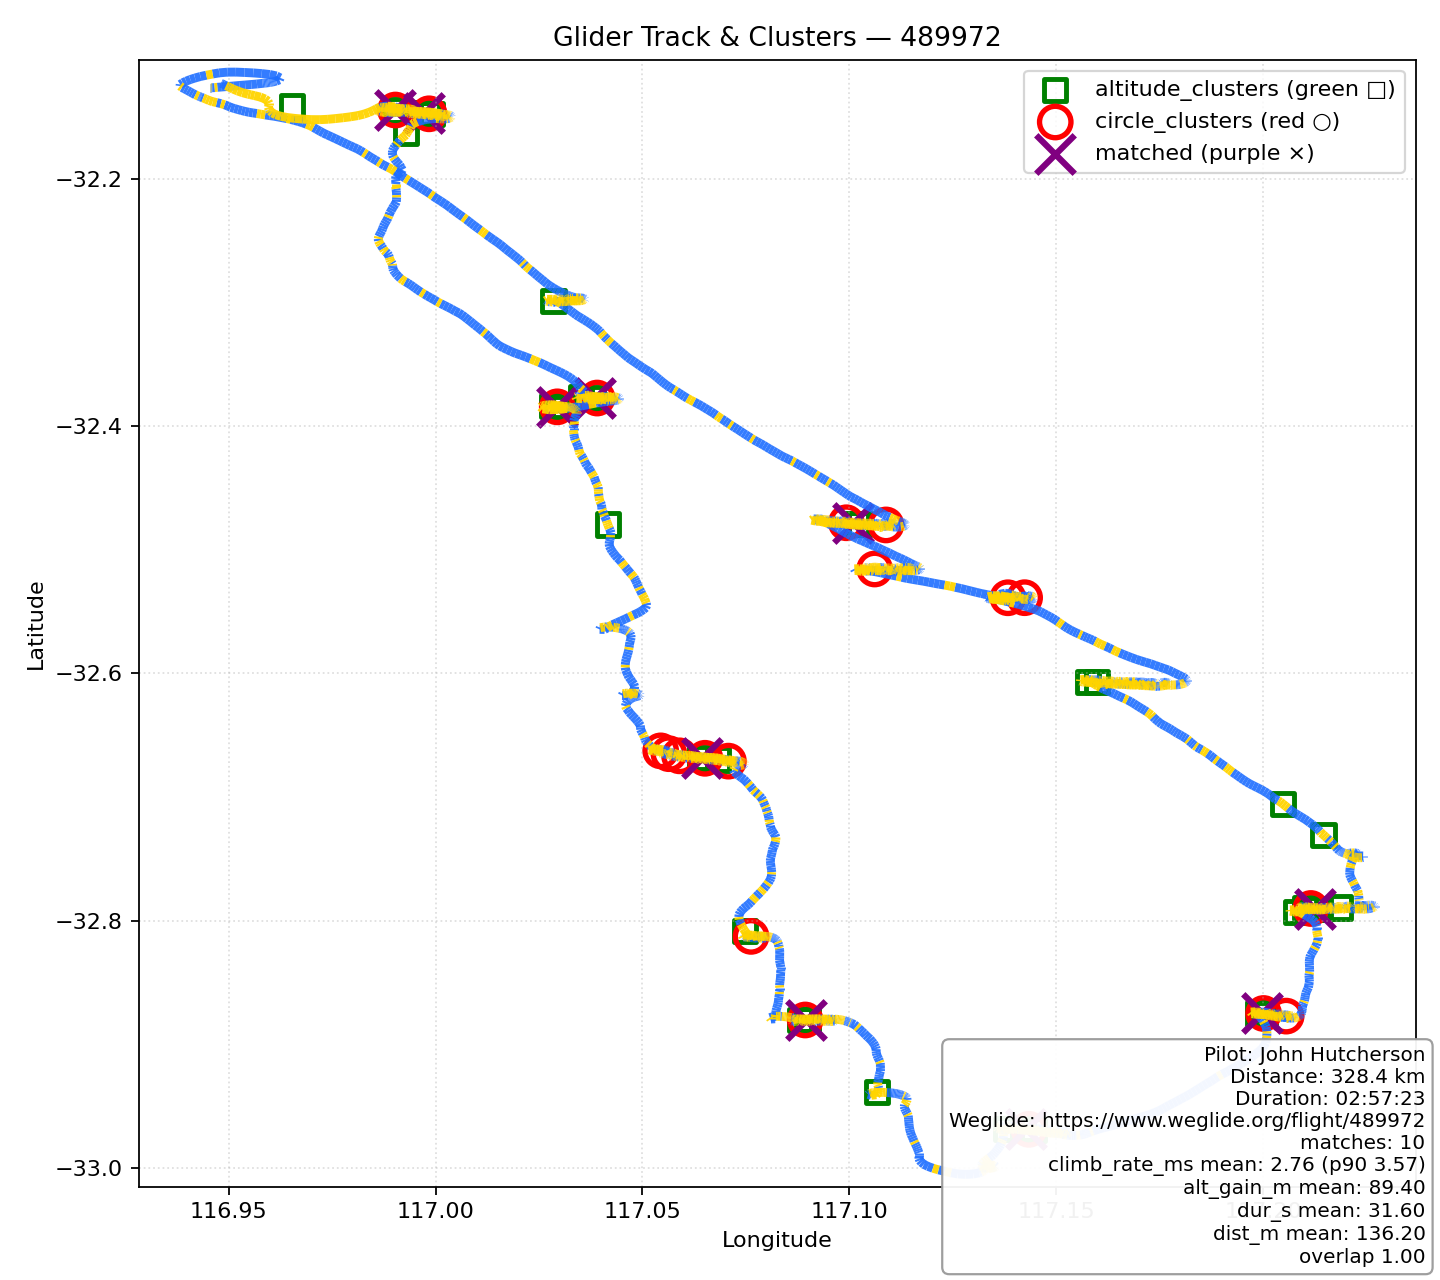 Glider Track & Clusters — 489972
altitude_clusters (green □)
circle_clusters (red ○)
matched (purple ×)
Latitude
−32.2
−32.4
−32.6
−32.8
−33.0
116.95
117.00
117.05
117.10
117.15
Longitude
Pilot: John Hutcherson
Distance: 328.4 km
Duration: 02:57:23
Weglide: https://www.weglide.org/flight/489972
matches: 10
climb_rate_ms mean: 2.76 (p90 3.57)
alt_gain_m mean: 89.40
dur_s mean: 31.60
dist_m mean: 136.20
overlap 1.00